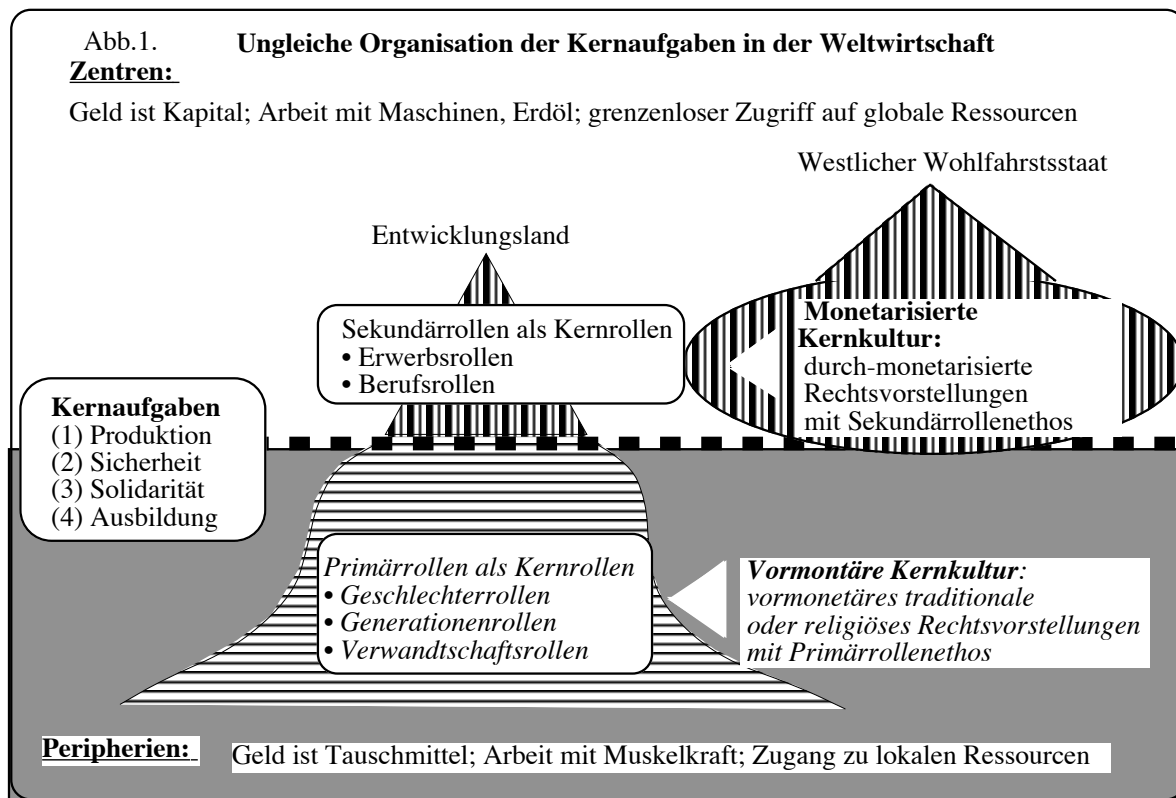 Abb.1. Ungleiche Organisation der Kernaufgaben in der Weltwirtschaft
Zentren:
Geld ist Kapital; Arbeit mit Maschinen, Erdöl; grenzenloser Zugriff auf globale Ressourcen
Westlicher Wohlfahrstsstaat
Entwicklungsland
Sekundärrollen als Kernrollen
• Erwerbsrollen
• Berufsrollen
Monetarisierte
Kernkultur:
durch-monetarisierte
Rechtsvorstellungen
mit Sekundärrollenethos
Kernaufgaben
(1) Produktion
(2) Sicherheit
(3) Solidarität
(4) Ausbildung
Primärrollen als Kernrollen
• Geschlechterrollen
• Generationenrollen
• Verwandtschaftsrollen
Vormontäre Kernkultur:
vormonetäres traditionale
oder religiöses Rechtsvorstellungen
mit Primärrollenethos
Peripherien: Geld ist Tauschmittel; Arbeit mit Muskelkraft; Zugang zu lokalen Ressourcen